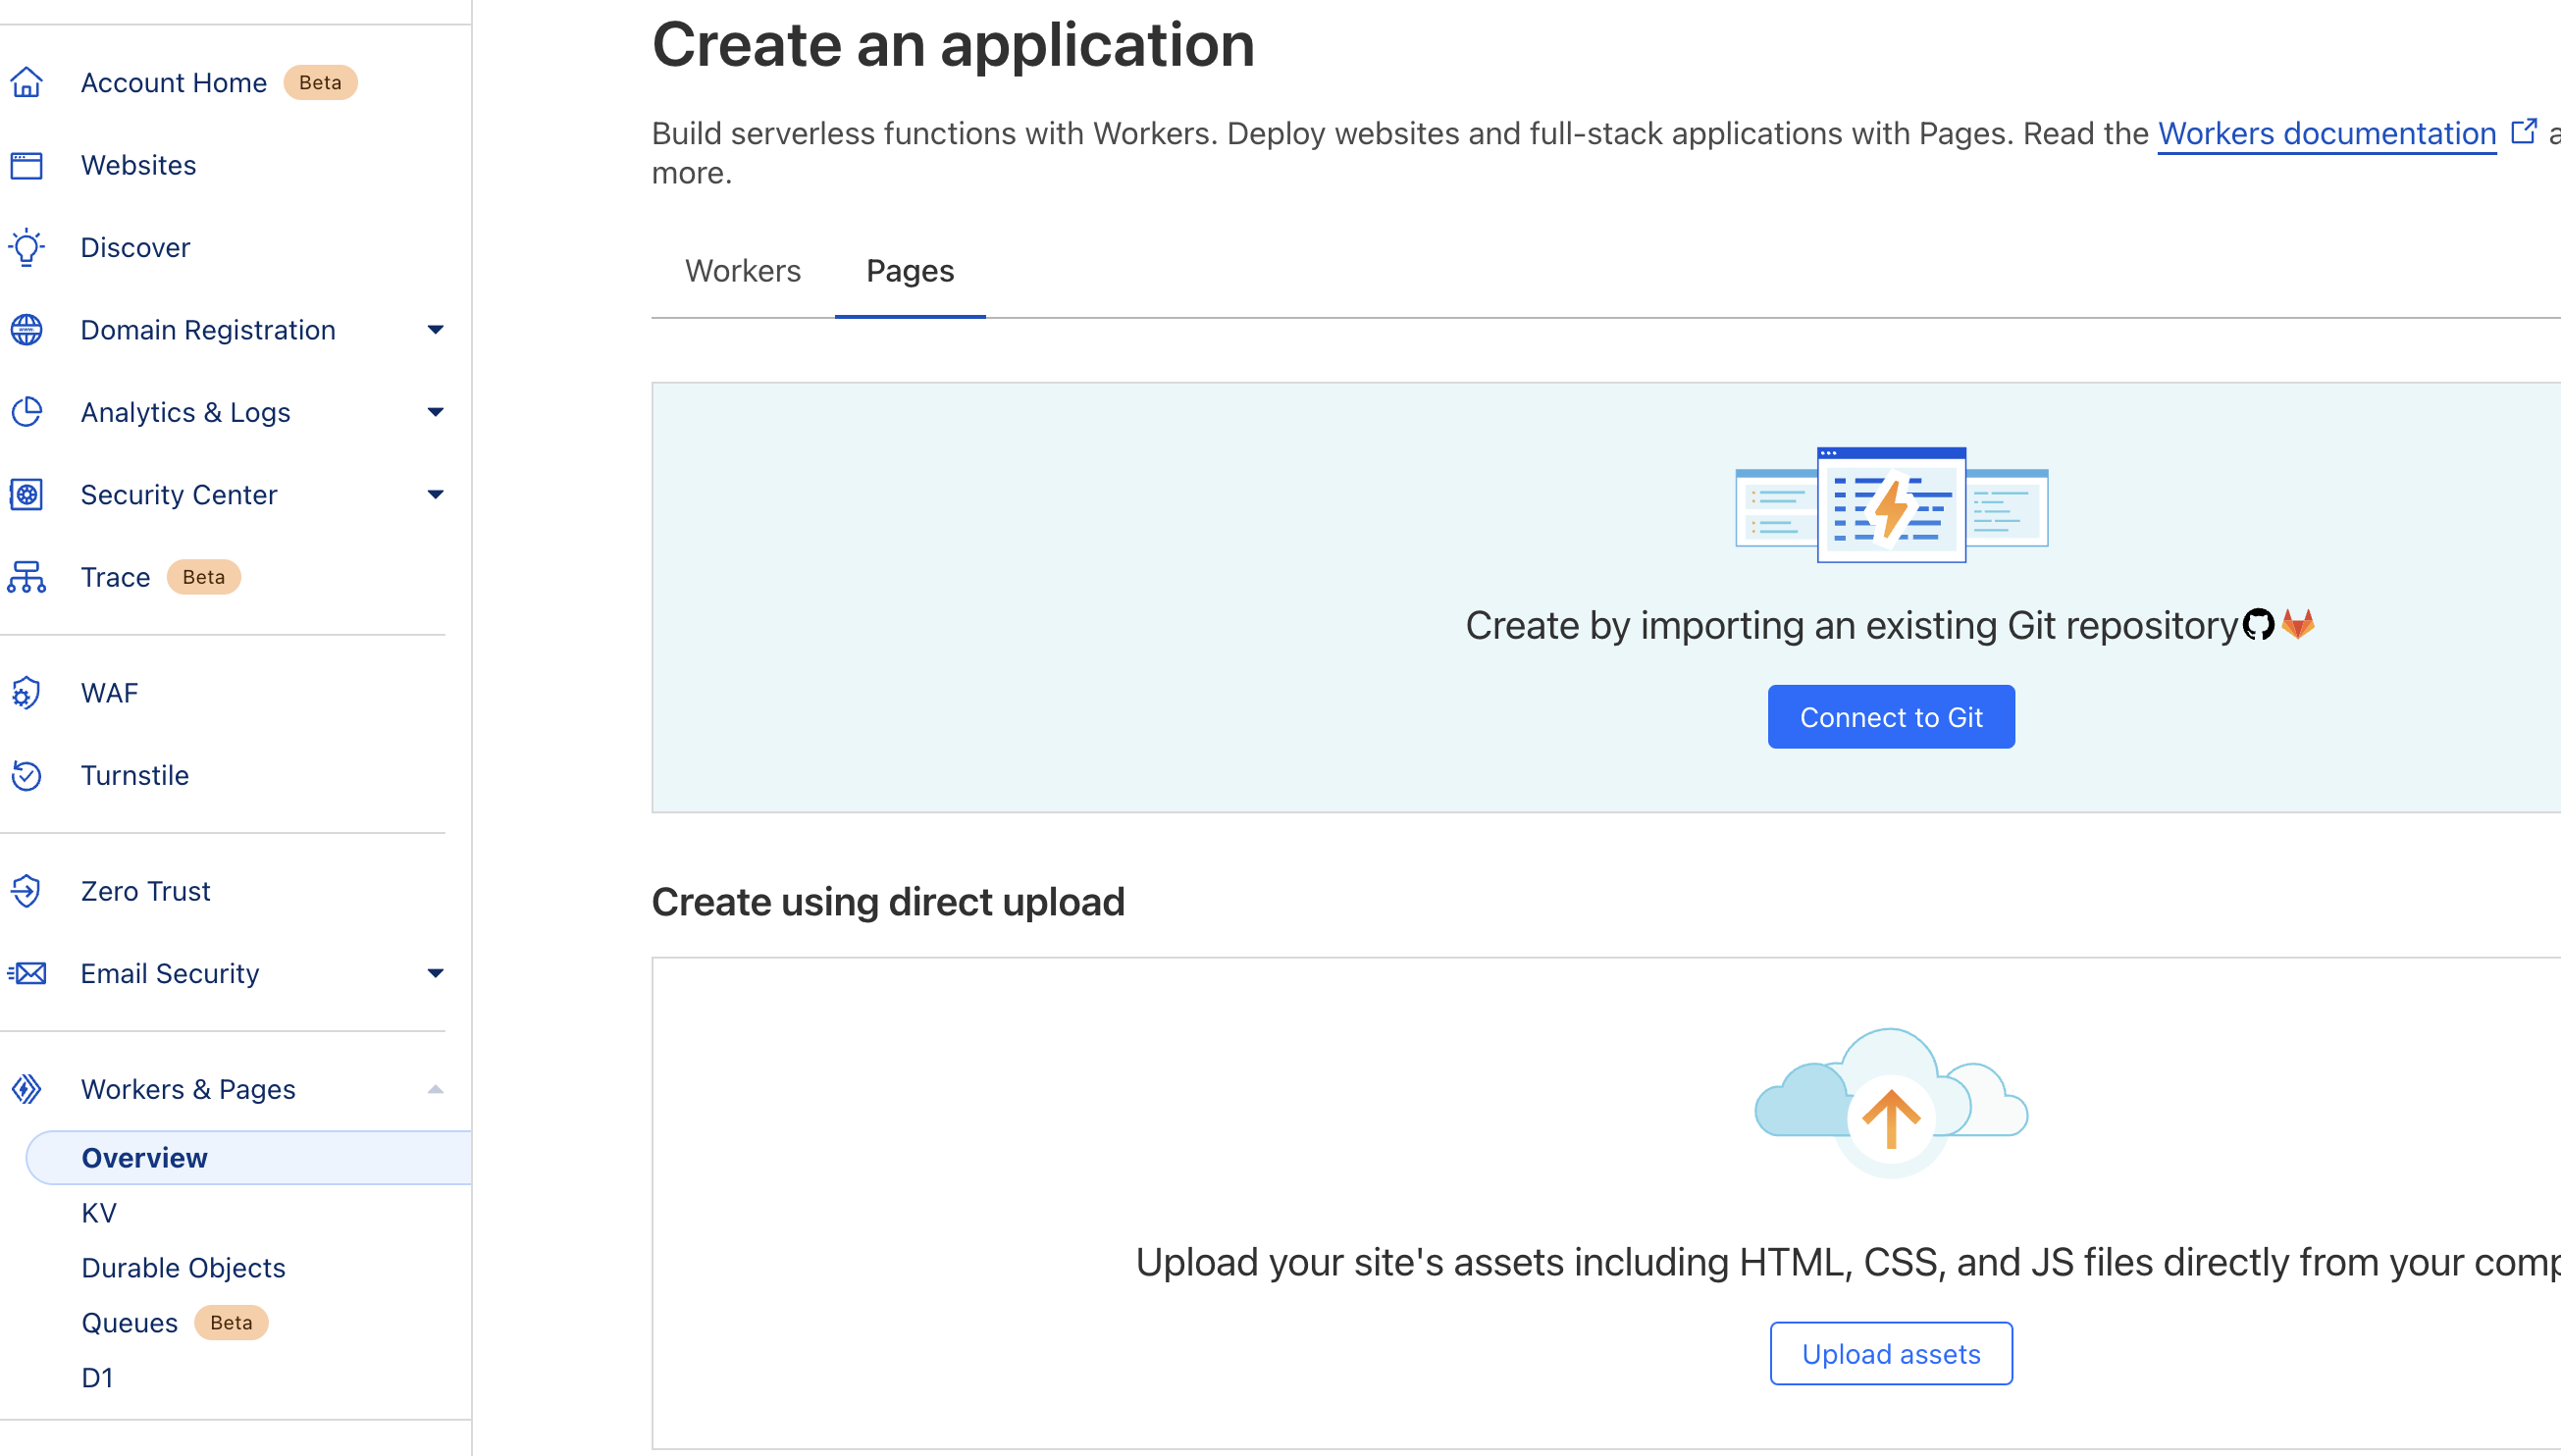 Account Home Beta
Websites
Discover
Domain Registration
Analytics & Logs
Security Center
Trace Beta
WAF
Turnstile
Zero Trust
Email Security
Workers & Pages
Overview
KV
Durable Objects
Queues Beta
D1
Create an application
Build serverless functions with Workers. Deploy websites and full-stack applications with Pages. Read the Workers documentation
more.
Workers Pages
Create by importing an existing Git repository
Connect to Git
Create using direct upload
Upload your site's assets including HTML, CSS, and JS files directly from your
Upload assets